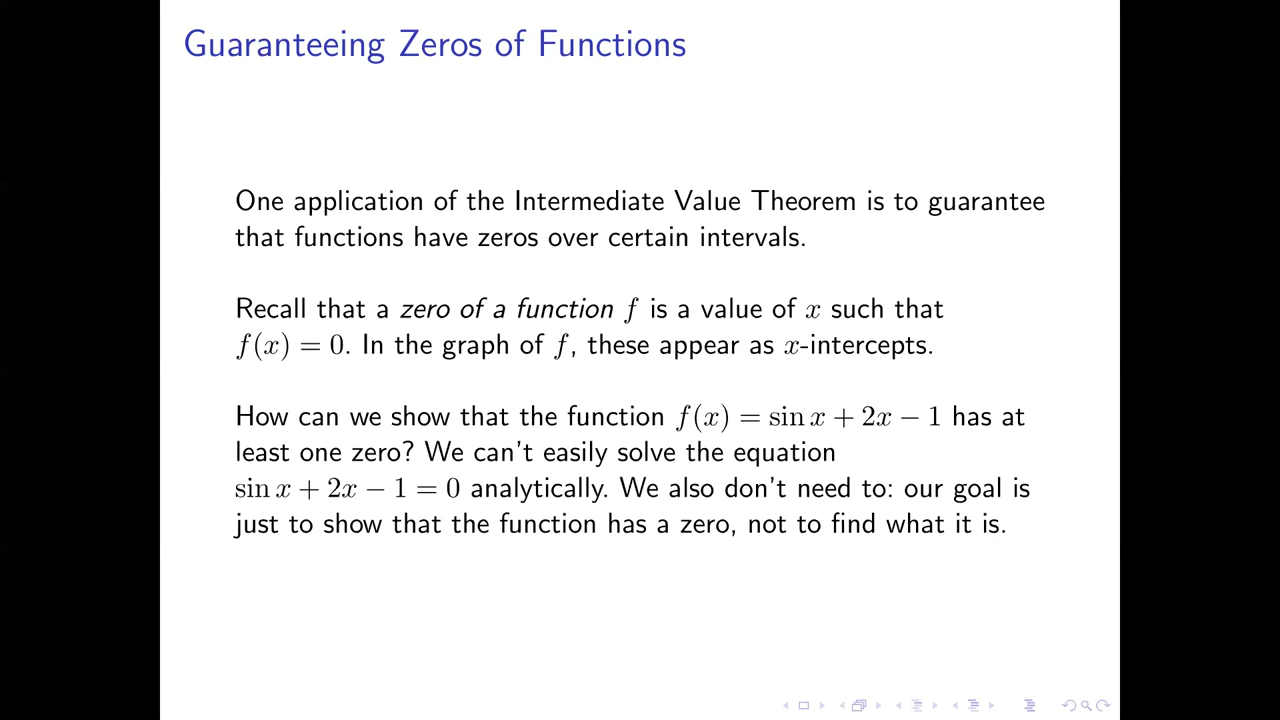 Guaranteeing Zeros of Functions
One application of the Intermediate Value Theorem is to guarantee
that functions have zeros over certain intervals.
Recall that a zero of a function f is a value of x such that
f(x) = 0. In the graph of f, these appear as x-intercepts.
How can we show that the function f(x) = sin x + 2x − 1 has at
least one zero? We can't easily solve the equation
sin x + 2x − 1 = 0 analytically. We also don't need to: our goal is
just to show that the function has a zero, not to find what it is.